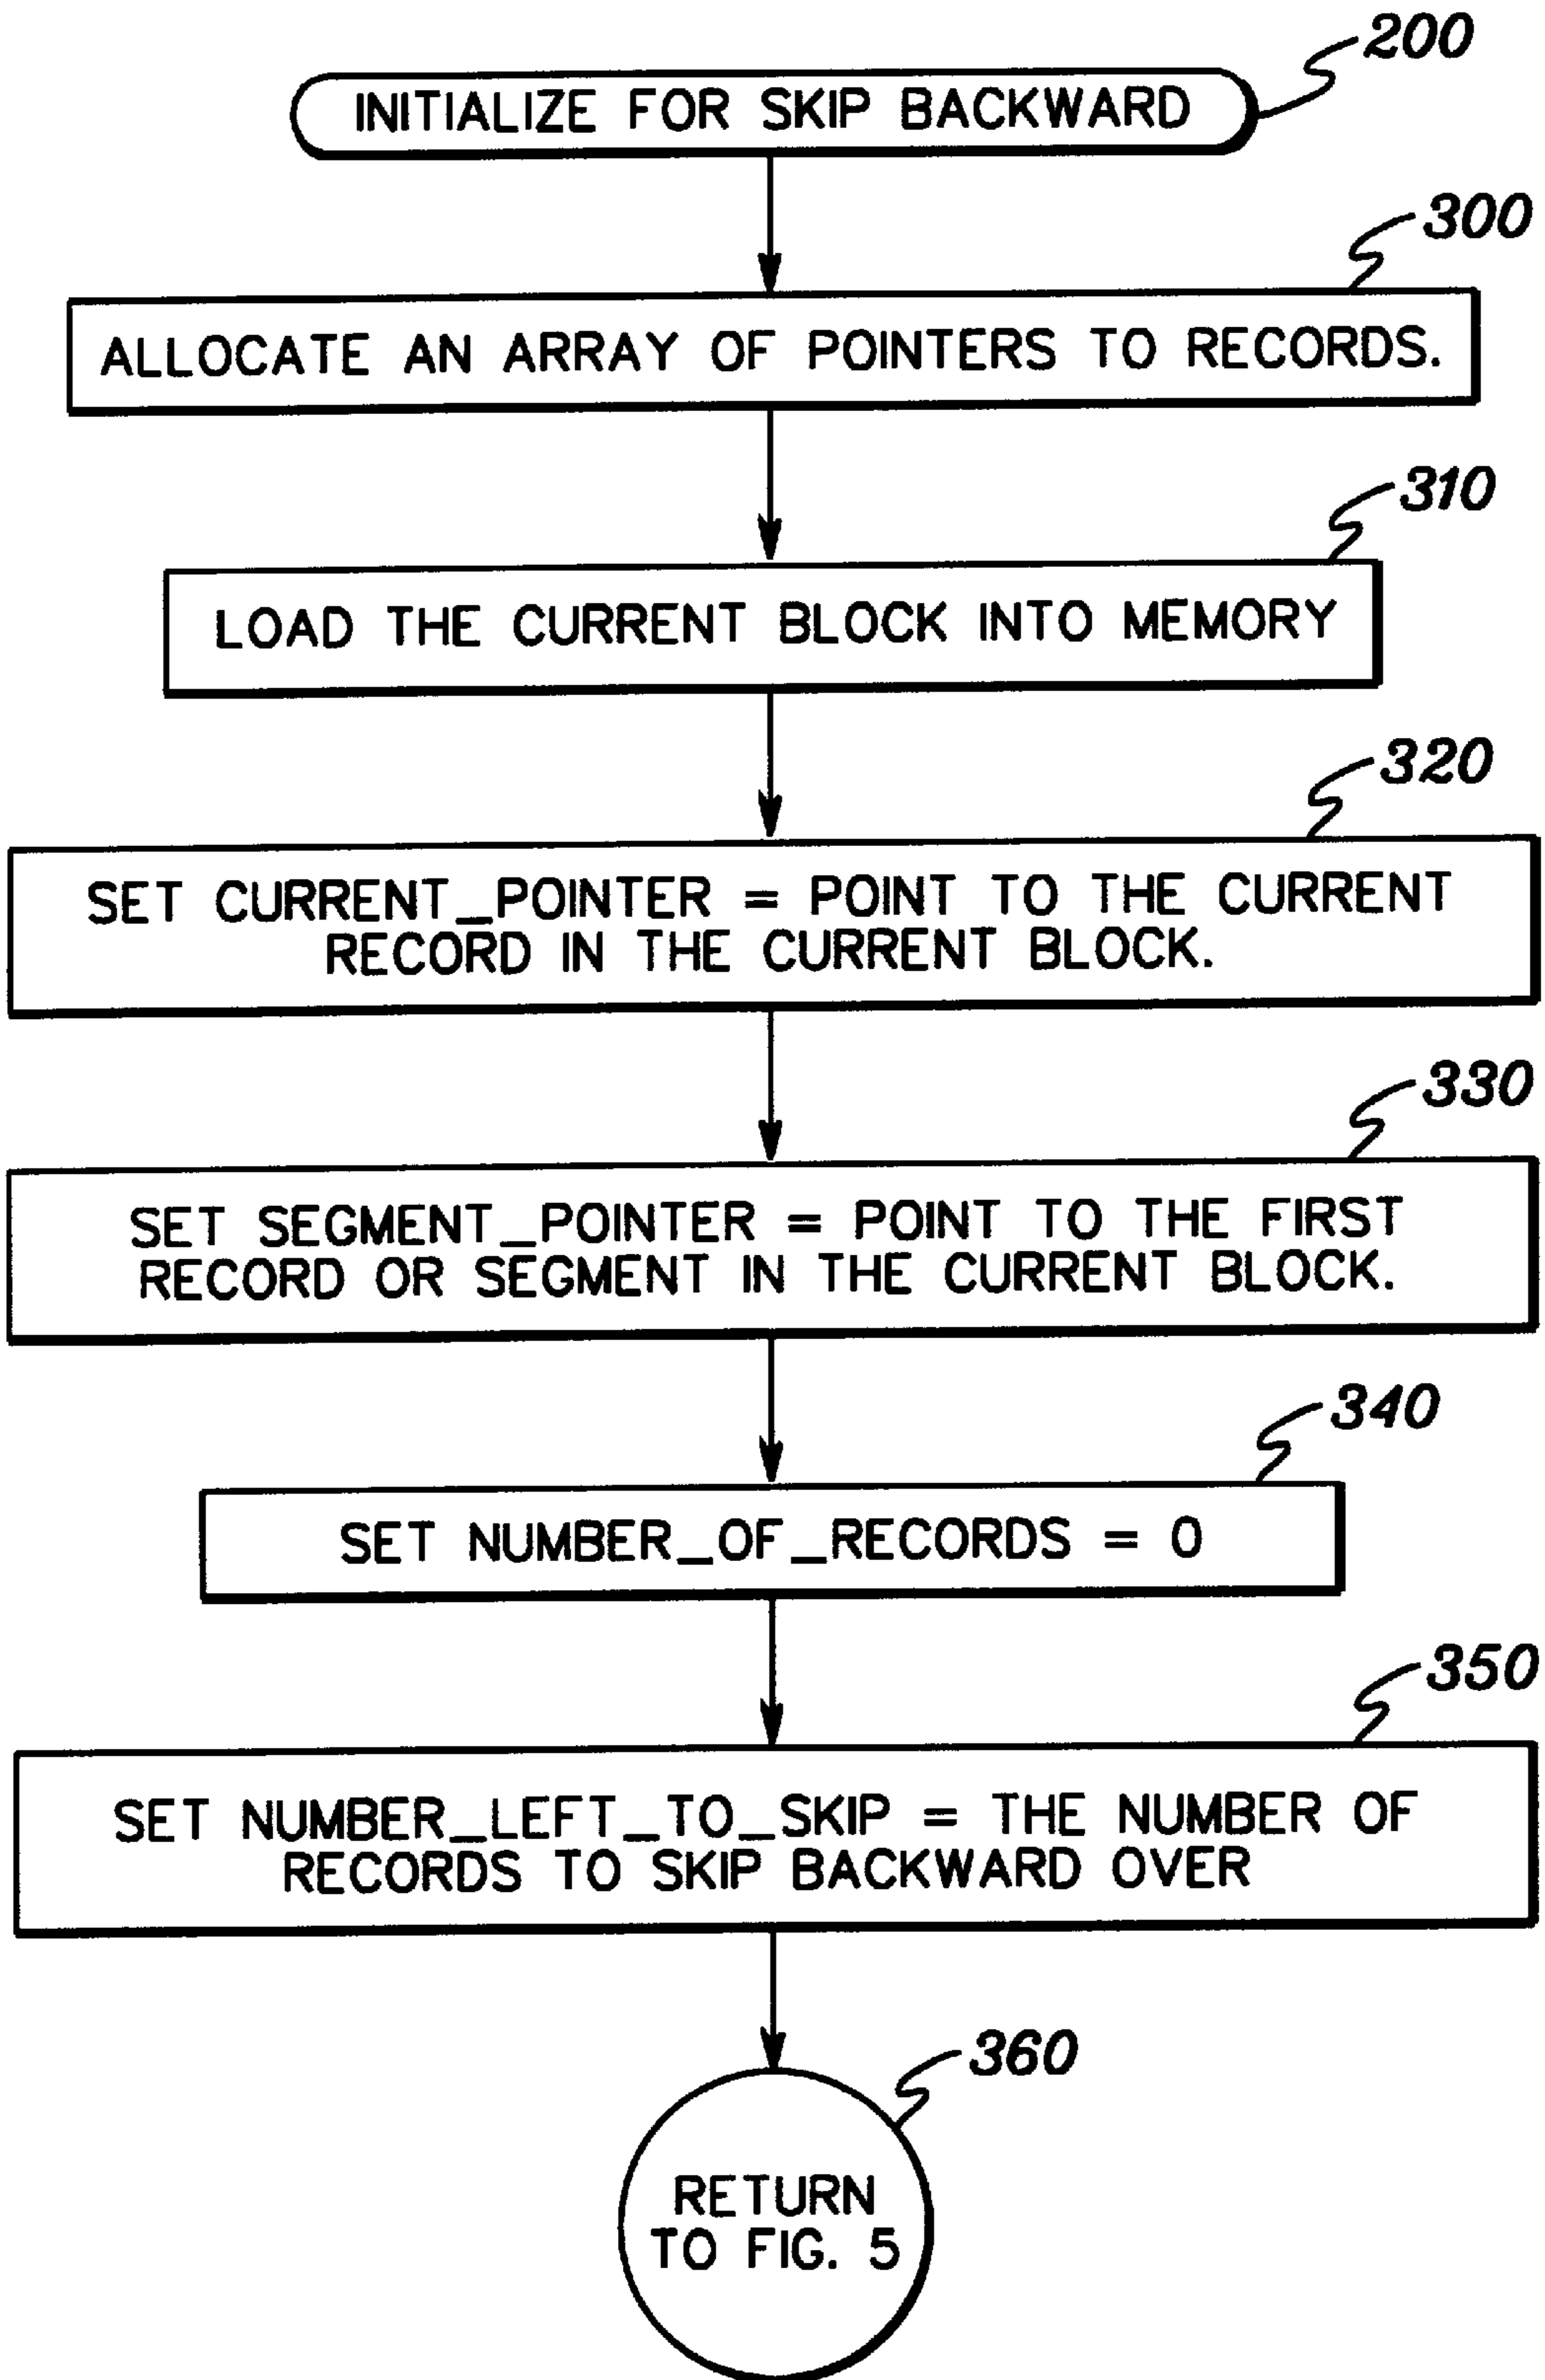 200
INITIALIZE FOR SKIP BACKWARD
300
ALLOCATE AN ARRAY OF POINTERS TO RECORDS.
310
LOAD THE CURRENT BLOCK INTO MEMORY
320
SET CURRENT_POINTER = POINT TO THE CURRENT
RECORD IN THE CURRENT BLOCK.
330
SET SEGMENT_POINTER = POINT TO THE FIRST
RECORD OR SEGMENT IN THE CURRENT BLOCK.
340
SET NUMBER_OF_RECORDS = 0
350
SET NUMBER_LEFT_TO_SKIP = THE NUMBER OF
RECORDS TO SKIP BACKWARD OVER
360
RETURN
TO FIG. 5